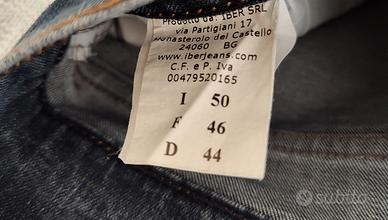 Prodotto da: IBER SRL
via Partigiani 17
Monasterolo del Castello
24060 BG
www.iberjeans.com
C.F. e P. Iva
00479520165
I 50
F 46
D 44
subito